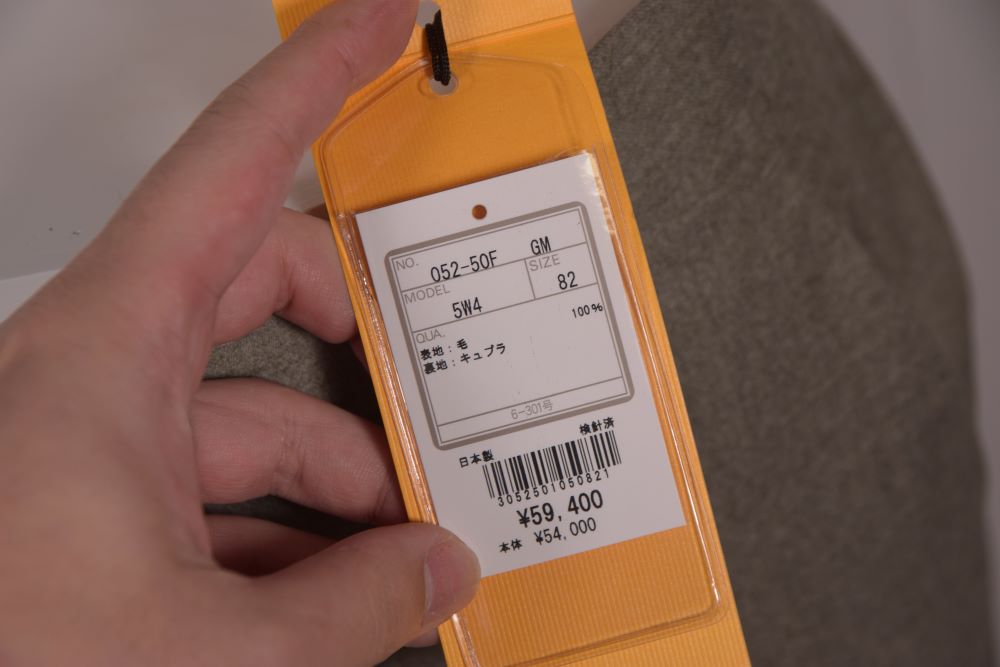 NO. 052-50F GM
MODEL 5W4 SIZE 82
QUA.
表地：毛 100%
裏地：キュプラ
6-301号
日本製 検針済
3052501050821
¥59,400
本体 ¥54,000